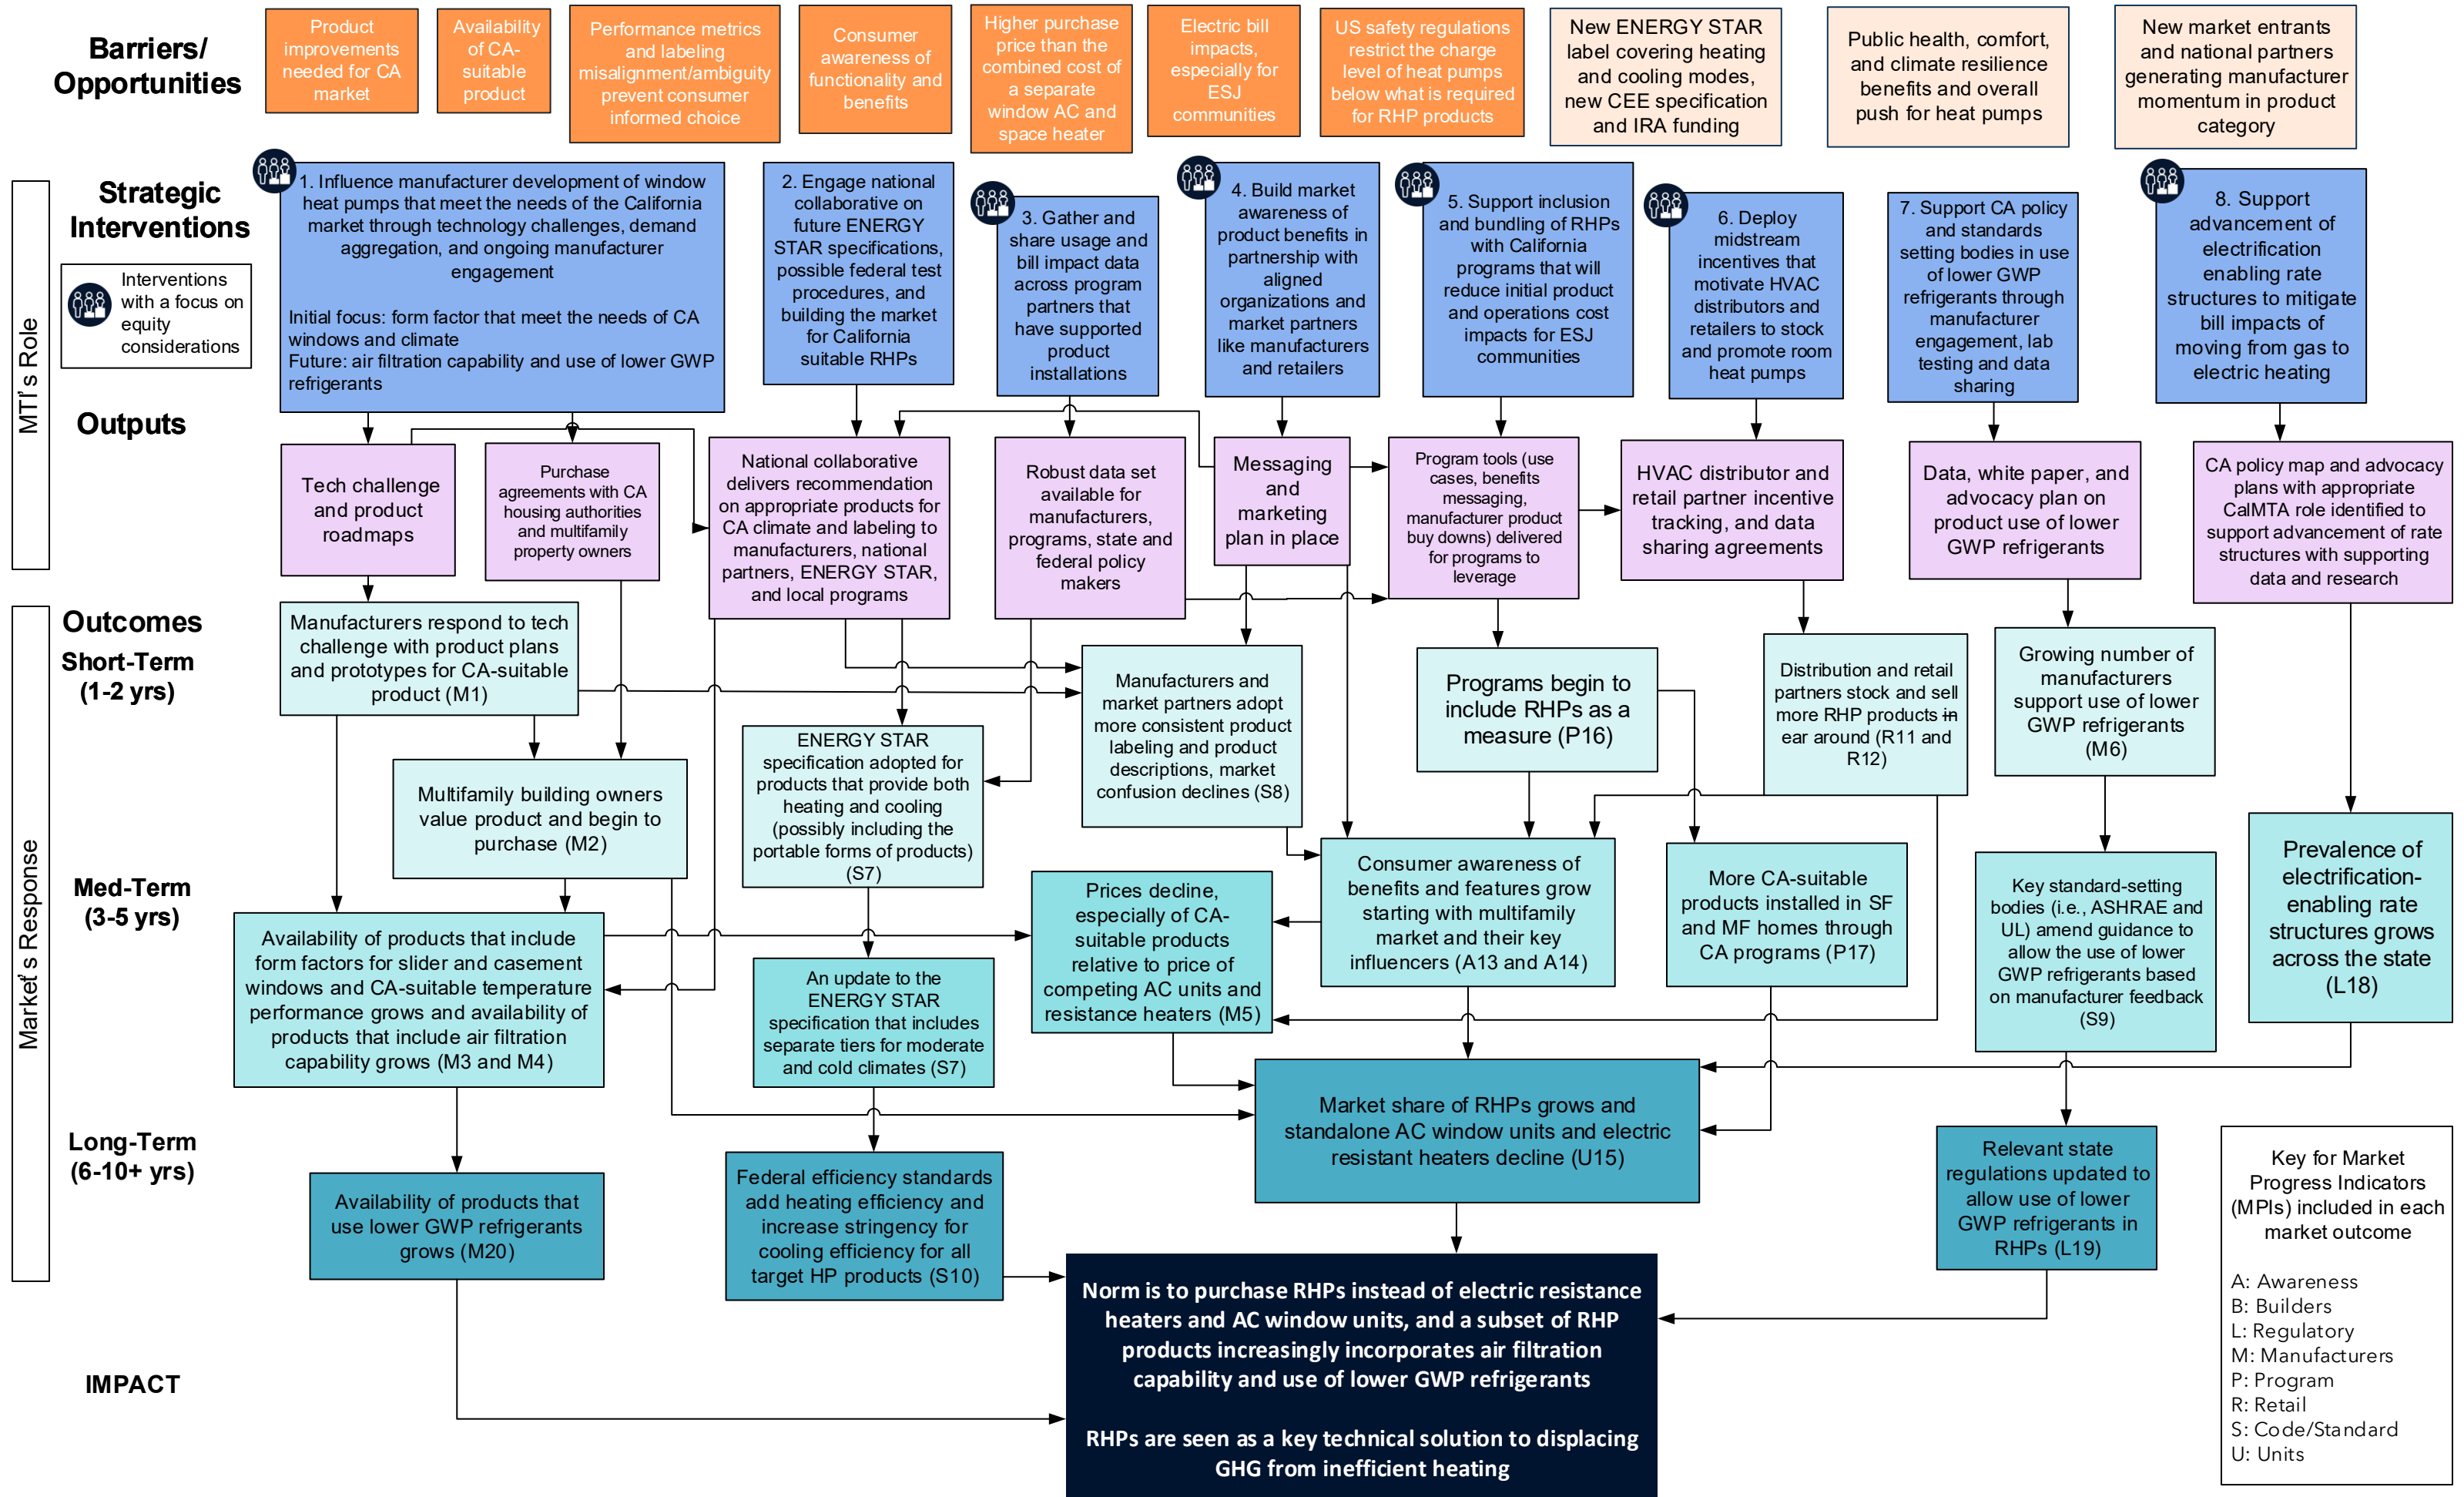 Barriers/
Opportunities
Product
improvements
needed for CA
market
Availability
of CA-
suitable
product
Performance metrics
and labeling
misalignment/ambiguity
prevent consumer
informed choice
Consumer
awareness of
functionality and
benefits
Higher purchase
price than the
combined cost of
a separate
window AC and
space heater
Electric bill
impacts,
especially for
ESJ
communities
US safety regulations
restrict the charge
level of heat pumps
below what is required
for RHP products
New ENERGY STAR
label covering heating
and cooling modes,
new CEE specification
and IRA funding
Public health, comfort,
and climate resilience
benefits and overall
push for heat pumps
New market entrants
and national partners
generating manufacturer
momentum in product
category
MTI's Role
Strategic
Interventions
Interventions
with a focus on
equity
considerations
1. Influence manufacturer development of window
heat pumps that meet the needs of the California
market through technology challenges, demand
aggregation, and ongoing manufacturer
engagement
Initial focus: form factor that meet the needs of CA
windows and climate
Future: air filtration capability and use of lower GWP
refrigerants
2. Engage national
collaborative on
future ENERGY
STAR specifications,
possible federal test
procedures, and
building the market
for California
suitable RHPs
3. Gather and
share usage and
bill impact data
across program
partners that
have supported
product
installations
4. Build market
awareness of
product benefits in
partnership with
aligned
organizations and
market partners
like manufacturers
and retailers
5. Support inclusion
and bundling of RHPs
with California
programs that will
reduce initial product
and operations cost
impacts for ESJ
communities
6. Deploy
midstream
incentives that
motivate HVAC
distributors and
retailers to stock
and promote room
heat pumps
7. Support CA policy
and standards
setting bodies in use
of lower GWP
refrigerants through
manufacturer
engagement, lab
testing and data
sharing
8. Support
advancement of
electrification
enabling rate
structures to mitigate
bill impacts of
moving from gas to
electric heating
Outputs
Tech challenge
and product
roadmaps
Purchase
agreements with CA
housing authorities
and multifamily
property owners
National collaborative
delivers recommendation
on appropriate products for
CA climate and labeling to
manufacturers, national
partners, ENERGY STAR,
and local programs
Robust data set
available for
manufacturers,
programs, state and
federal policy
makers
Messaging
and
marketing
plan in place
Program tools (use
cases, benefits
messaging,
manufacturer product
buy downs) delivered
for programs to
leverage
HVAC distributor and
retail partner incentive
tracking, and data
sharing agreements
Data, white paper, and
advocacy plan on
product use of lower
GWP refrigerants
CA policy map and advocacy
plans with appropriate
CalMTA role identified to
support advancement of rate
structures with supporting
data and research
Market's Response
Outcomes
Short-Term
(1-2 yrs)
Manufacturers respond to tech
challenge with product plans
and prototypes for CA-suitable
product (M1)
Multifamily building owners
value product and begin to
purchase (M2)
ENERGY STAR
specification adopted for
products that provide both
heating and cooling
(possibly including the
portable forms of products)
(S7)
Manufacturers and
market partners adopt
more consistent product
labeling and product
descriptions, market
confusion declines (S8)
Programs begin to
include RHPs as a
measure (P16)
Distribution and retail
partners stock and sell
more RHP products in
ear around (R11 and
R12)
Growing number of
manufacturers
support use of lower
GWP refrigerants
(M6)
Med-Term
(3-5 yrs)
Availability of products that include
form factors for slider and casement
windows and CA-suitable temperature
performance grows and availability of
products that include air filtration
capability grows (M3 and M4)
An update to the
ENERGY STAR
specification that includes
separate tiers for moderate
and cold climates (S7)
Prices decline,
especially of CA-
suitable products
relative to price of
competing AC units and
resistance heaters (M5)
Consumer awareness of
benefits and features grow
starting with multifamily
market and their key
influencers (A13 and A14)
More CA-suitable
products installed in SF
and MF homes through
CA programs (P17)
Key standard-setting
bodies (i.e., ASHRAE and
UL) amend guidance to
allow the use of lower
GWP refrigerants based
on manufacturer feedback
(S9)
Prevalence of
electrification-
enabling rate
structures grows
across the state
(L18)
Long-Term
(6-10+ yrs)
Availability of products that
use lower GWP refrigerants
grows (M20)
Federal efficiency standards
add heating efficiency and
increase stringency for
cooling efficiency for all
target HP products (S10)
Market share of RHPs grows and
standalone AC window units and electric
resistant heaters decline (U15)
Relevant state
regulations updated to
allow use of lower
GWP refrigerants in
RHPs (L19)
IMPACT
Norm is to purchase RHPs instead of electric resistance
heaters and AC window units, and a subset of RHP
products increasingly incorporates air filtration
capability and use of lower GWP refrigerants
RHPs are seen as a key technical solution to displacing
GHG from inefficient heating
Key for Market
Progress Indicators
(MPIs) included in each
market outcome
A: Awareness
B: Builders
L: Regulatory
M: Manufacturers
P: Program
R: Retail
S: Code/Standard
U: Units